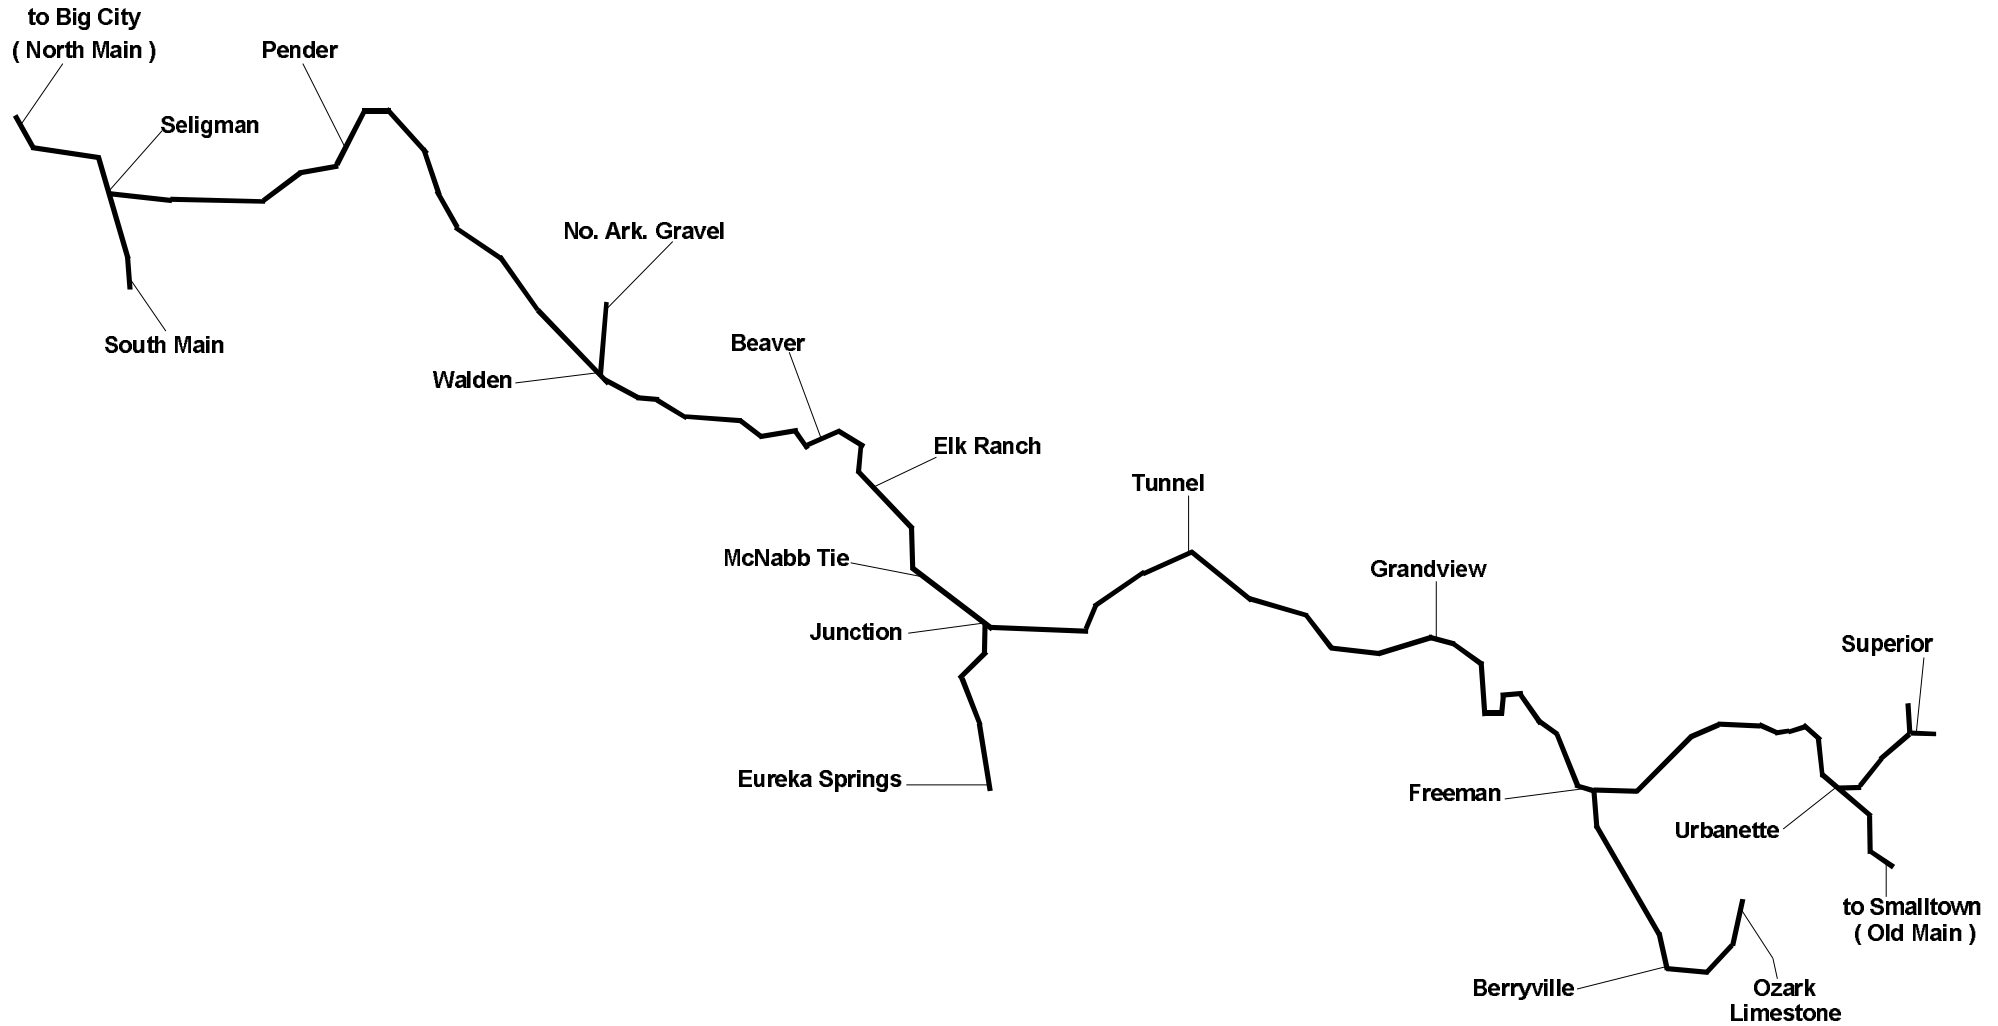 to Big City
( North Main )
Pender
Seligman
No. Ark. Gravel
South Main
Beaver
Walden
Elk Ranch
Tunnel
McNabb Tie
Grandview
Junction
Superior
Eureka Springs
Freeman
Urbanette
to Smalltown
( Old Main )
Berryville
Ozark
Limestone